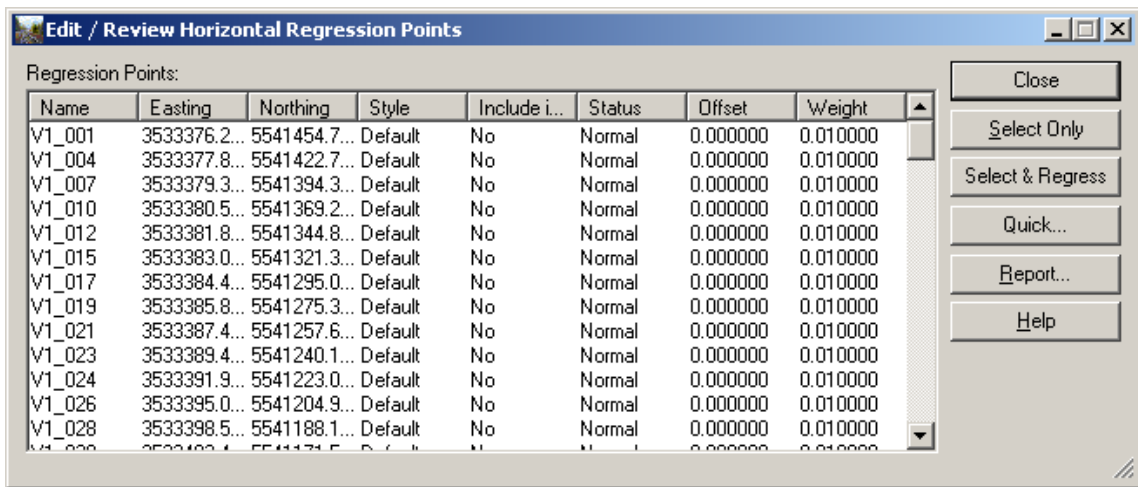 Edit / Review Horizontal Regression Points
Regression Points:
Name Easting Northing Style Include i... Status Offset Weight
V1_001 3533376.2... 5541454.7... Default No Normal 0.000000 0.010000
V1_004 3533377.8... 5541422.7... Default No Normal 0.000000 0.010000
V1_007 3533379.3... 5541394.3... Default No Normal 0.000000 0.010000
V1_010 3533380.5... 5541369.2... Default No Normal 0.000000 0.010000
V1_012 3533381.8... 5541344.8... Default No Normal 0.000000 0.010000
V1_015 3533383.0... 5541321.3... Default No Normal 0.000000 0.010000
V1_017 3533384.4... 5541295.0... Default No Normal 0.000000 0.010000
V1_019 3533385.8... 5541275.3... Default No Normal 0.000000 0.010000
V1_021 3533387.4... 5541257.6... Default No Normal 0.000000 0.010000
V1_023 3533389.4... 5541240.1... Default No Normal 0.000000 0.010000
V1_024 3533391.9... 5541223.0... Default No Normal 0.000000 0.010000
V1_026 3533395.0... 5541204.9... Default No Normal 0.000000 0.010000
V1_028 3533398.5... 5541188.1... Default No Normal 0.000000 0.010000
Close
Select Only
Select & Regress
Quick...
Report...
Help